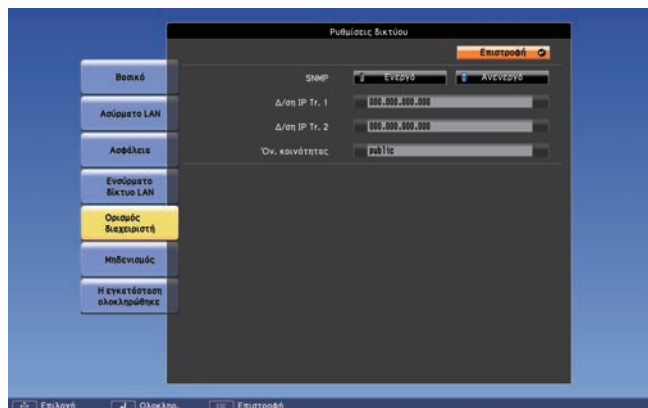 Ρυθμίσεις δικτύου
Επιστροφή
Βασικό
SNMP Ενεργό Ανενεργό
Ασύρματο LAN
Δ/ση IP Tr. 1 000.000.000.000
Δ/ση IP Tr. 2 000.000.000.000
Ασφάλεια
Όν. κοινότητας public
Ενσύρματο
δίκτυο LAN
Ορισμός
διαχειριστή
Μηδενισμός
Η εγκατάσταση
ολοκληρώθηκε
Επιλογή Ολοκληρ. Επιστροφή